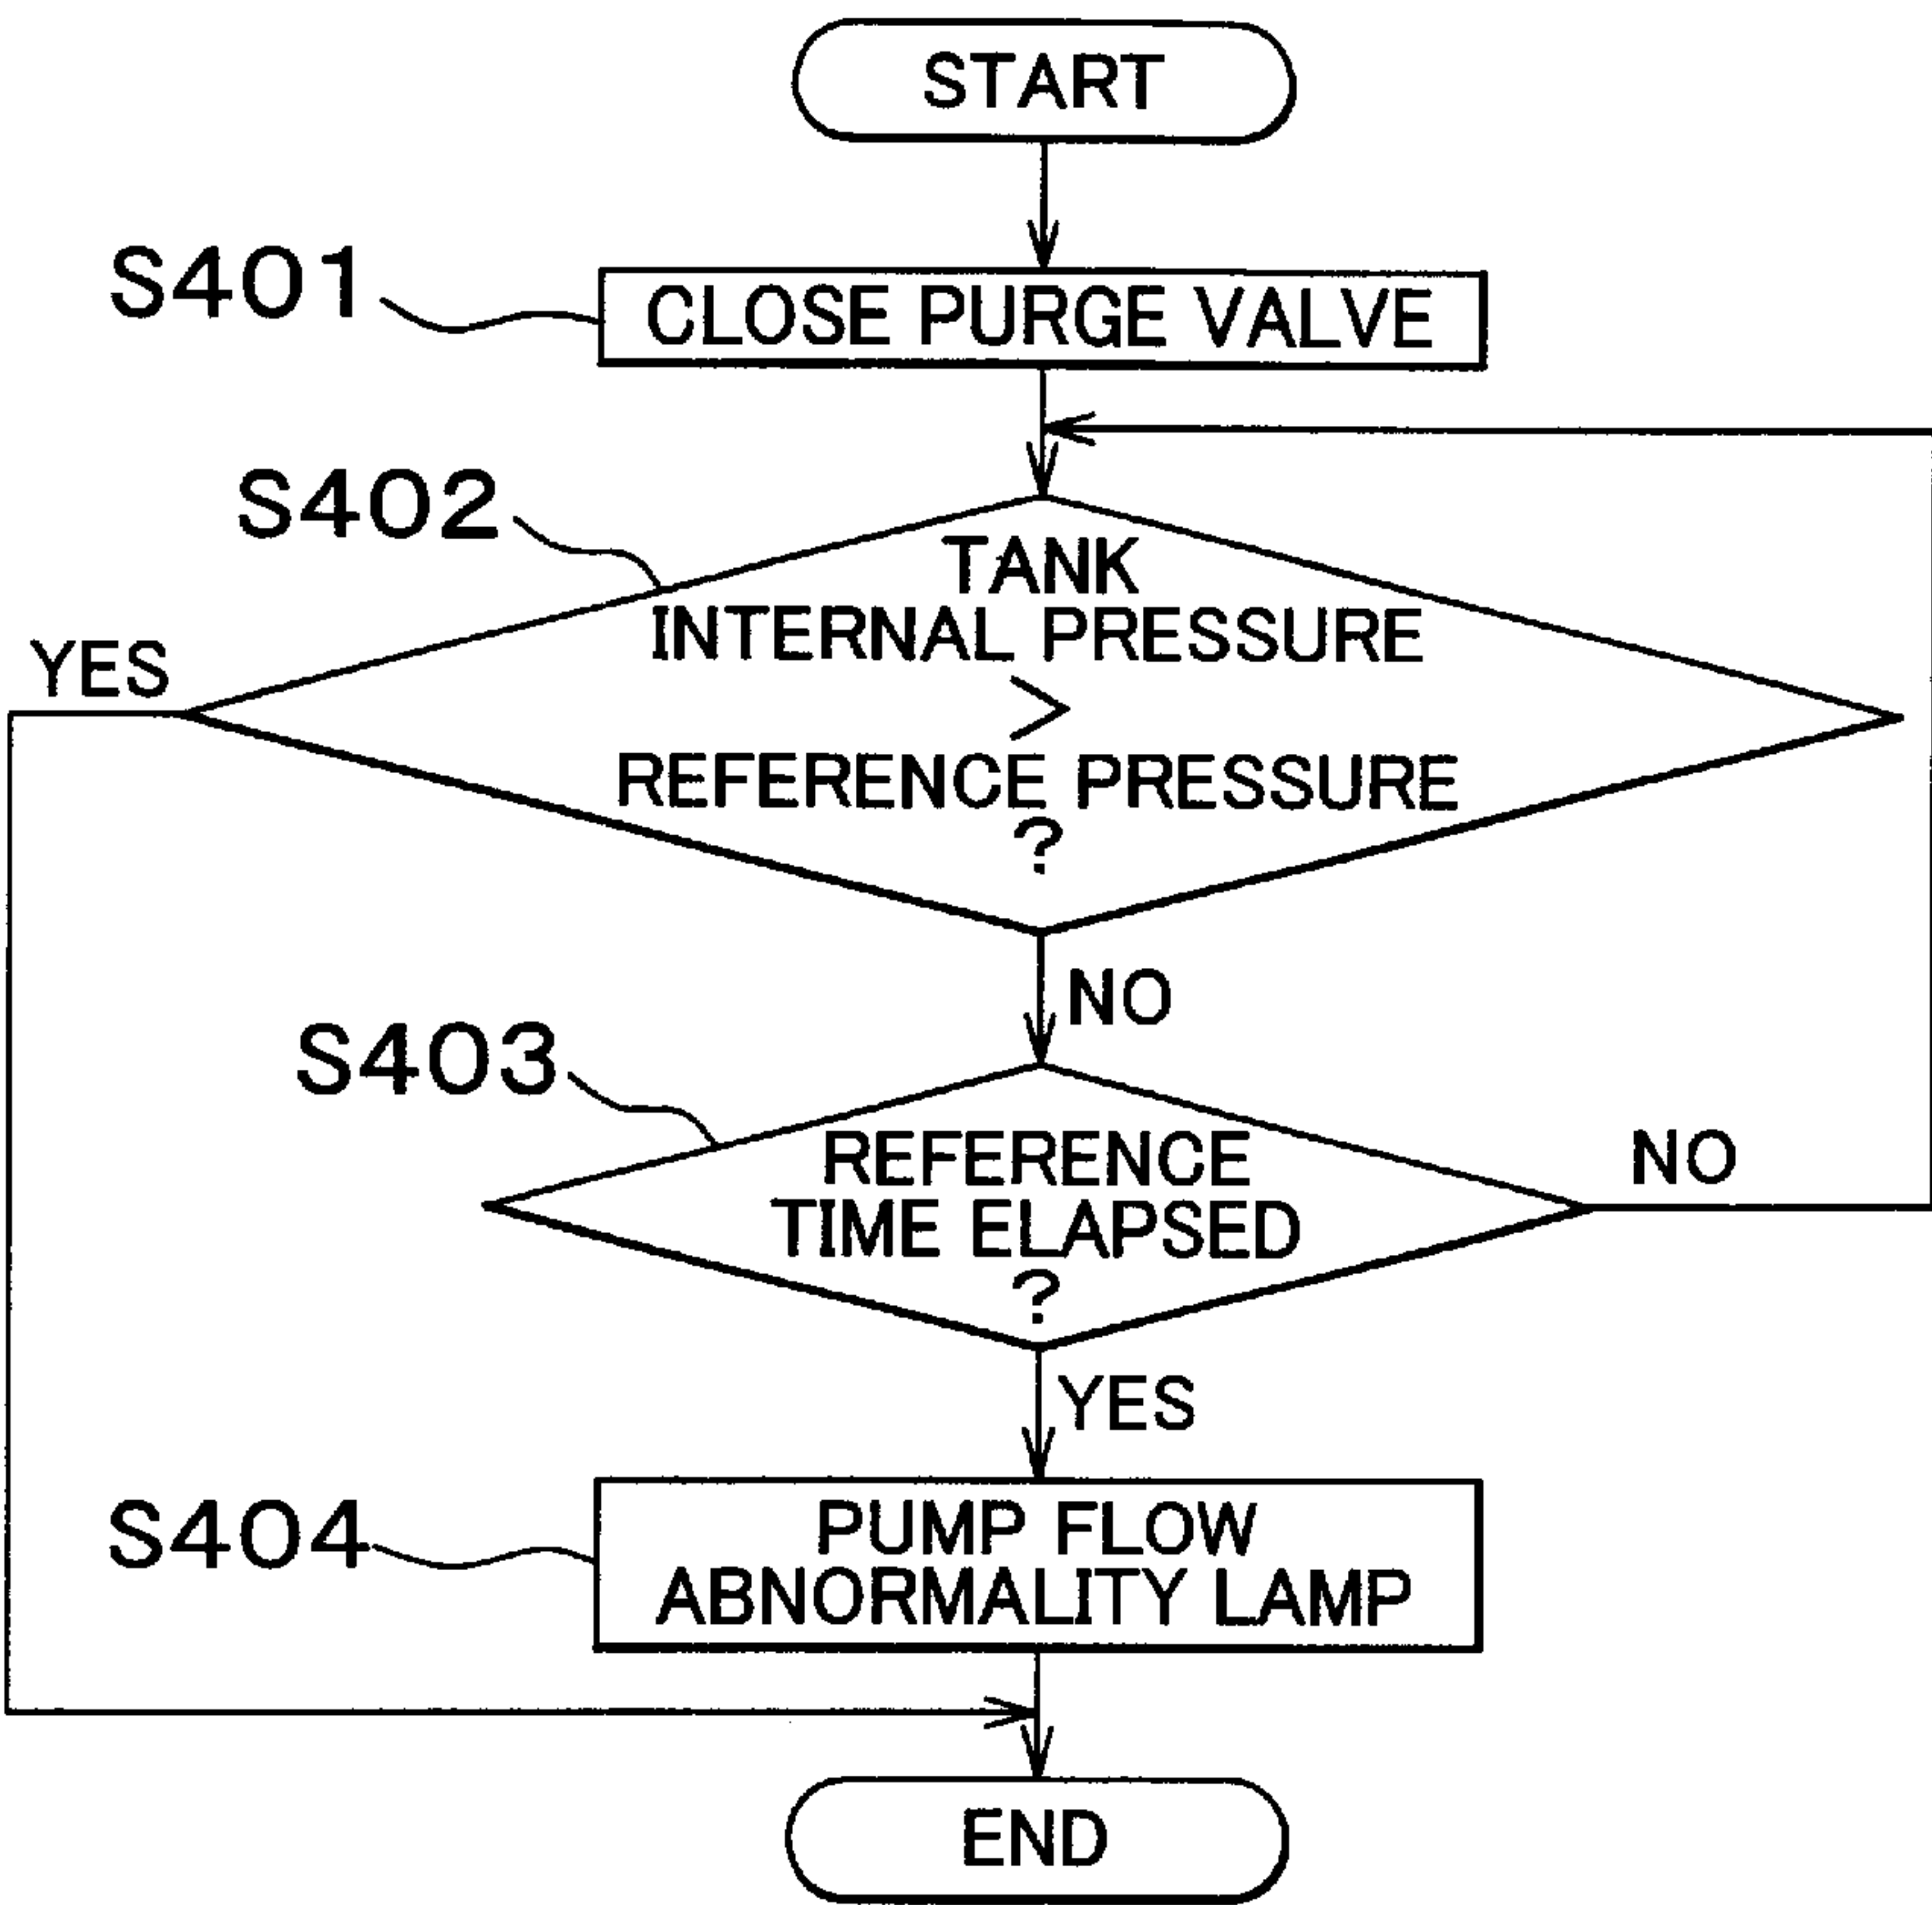 START
S401
CLOSE PURGE VALVE
S402
TANK
INTERNAL PRESSURE
>
REFERENCE PRESSURE
?
YES
NO
S403
REFERENCE
TIME ELAPSED
?
NO
YES
S404
PUMP FLOW
ABNORMALITY LAMP
END